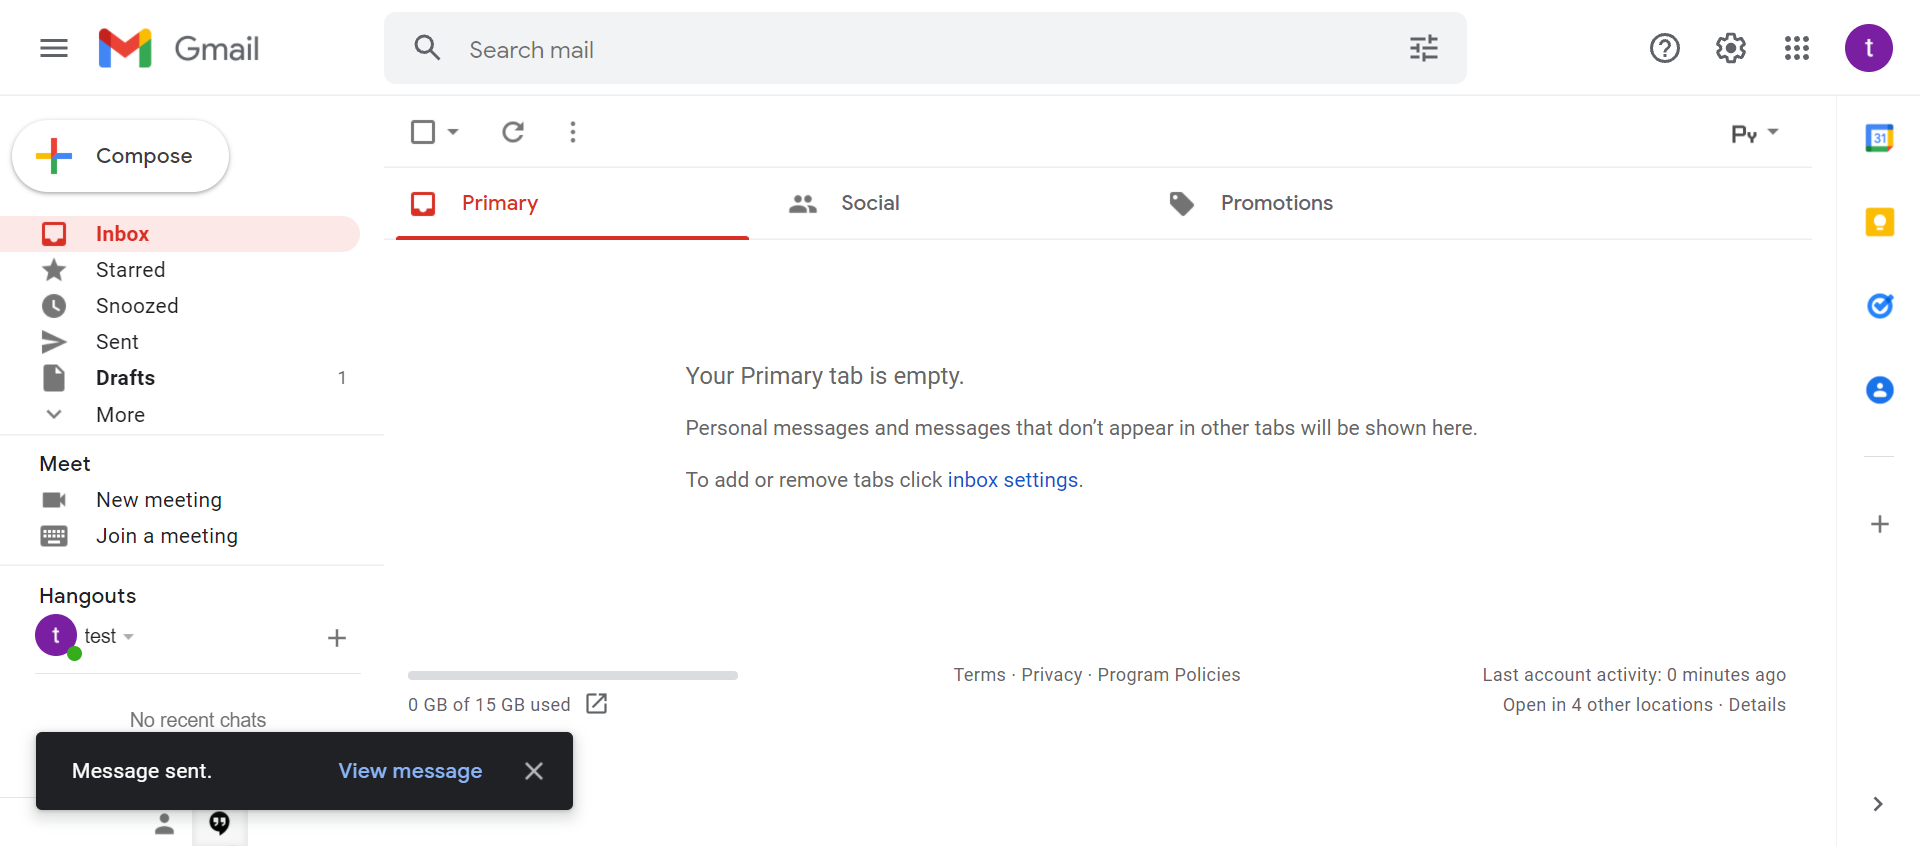 Gmail
Search mail
t
Compose
Inbox
Starred
Snoozed
Sent
Drafts 1
More
Meet
New meeting
Join a meeting
Hangouts
t test
No recent chats
Message sent. View message
Primary Social Promotions
Your Primary tab is empty.
Personal messages and messages that don’t appear in other tabs will be shown here.
To add or remove tabs click inbox settings.
0 GB of 15 GB used
Terms · Privacy · Program Policies
Last account activity: 0 minutes ago
Open in 4 other locations · Details
Py
31